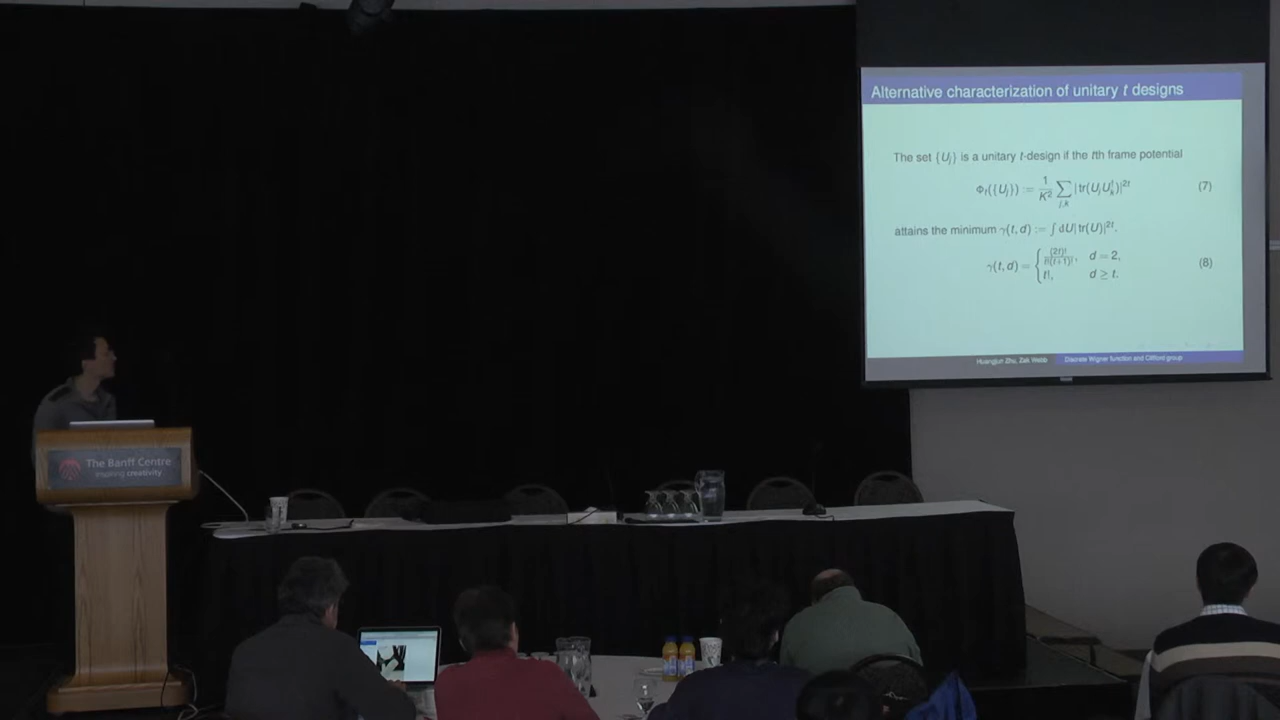 Alternative characterization of unitary t designs
The set {U_j} is a unitary t-design if the tth frame potential
Φ_t({U_j}) := 1/K² ∑_{j,k} |tr(U_j U_k^†)|^{2t} (7)
attains the minimum γ(t, d) := ∫ dU| tr(U)|^{2t}.
γ(t, d) = { (2t)!/t!(t+1)!, d = 2,
t!, d ≥ t. (8)
Huangjun Zhu, Zak Webb Discrete Wigner function and Clifford group
The Banff Centre
inspiring creativity